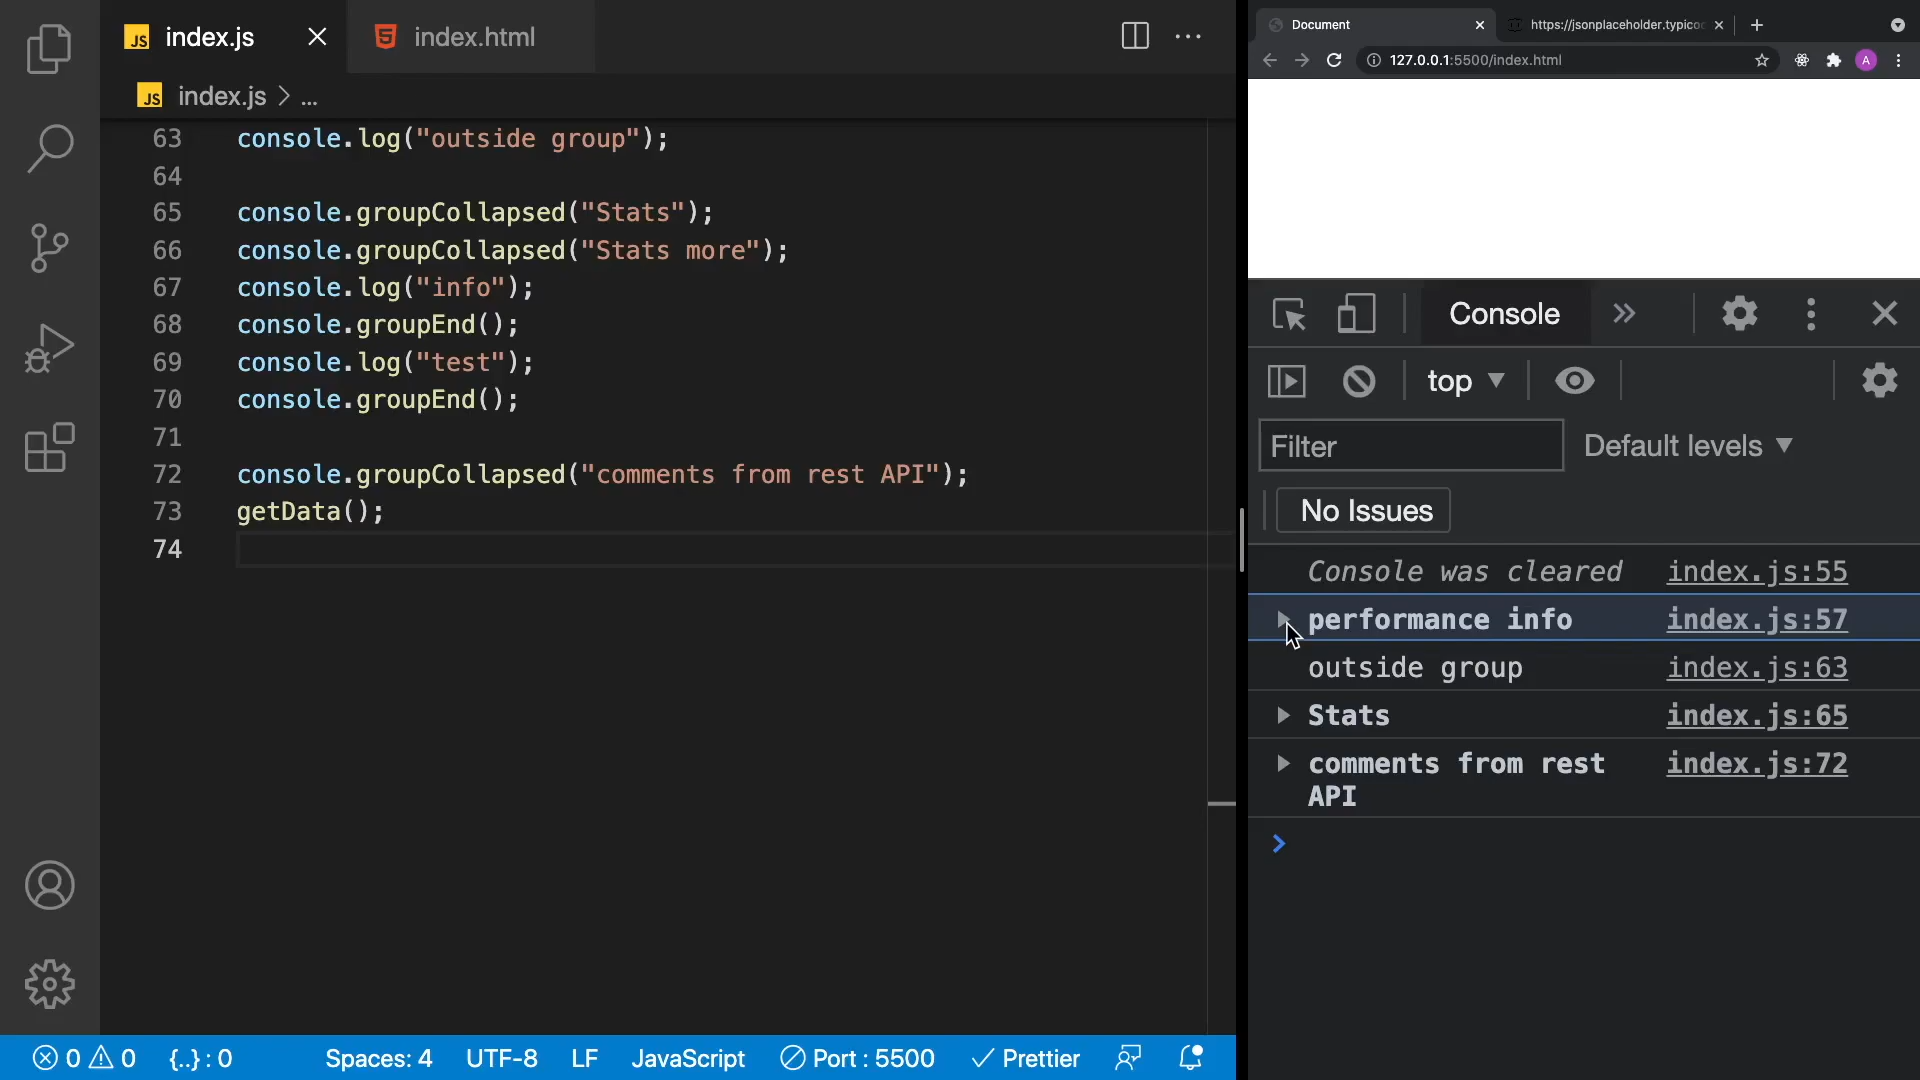 JS index.js
index.html
JS index.js > ...
63 console.log("outside group");
64
65 console.groupCollapsed("Stats");
66 console.groupCollapsed("Stats more");
67 console.log("info");
68 console.groupEnd();
69 console.log("test");
70 console.groupEnd();
71
72 console.groupCollapsed("comments from rest API");
73 getData();
74
0 0 {..} : 0 Spaces: 4 UTF-8 LF JavaScript Port : 5500 Prettier
Document
https://jsonplaceholder.typico
127.0.0.1:5500/index.html
A
Console
top
Filter
Default levels
No Issues
Console was cleared index.js:55
performance info index.js:57
outside group index.js:63
Stats index.js:65
comments from rest index.js:72
API